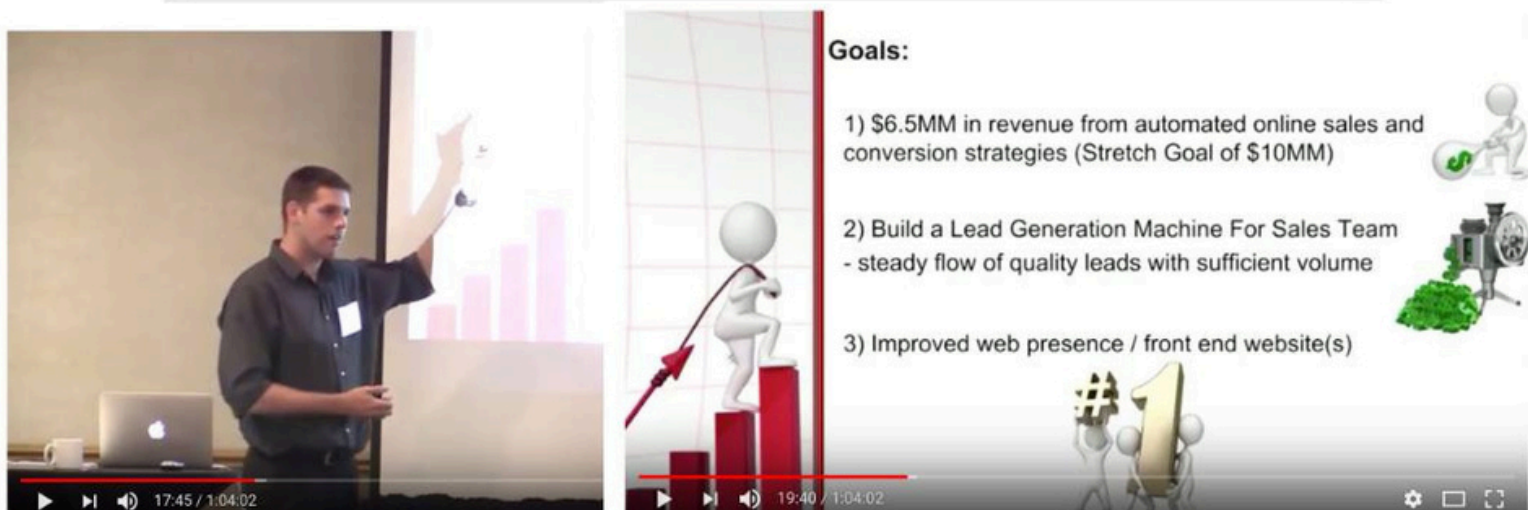 17:45 / 1:04:02
Goals:
1) $6.5MM in revenue from automated online sales and
conversion strategies (Stretch Goal of $10MM)
$
2) Build a Lead Generation Machine For Sales Team
- steady flow of quality leads with sufficient volume
3) Improved web presence / front end website(s)
#1
19:40 / 1:04:02